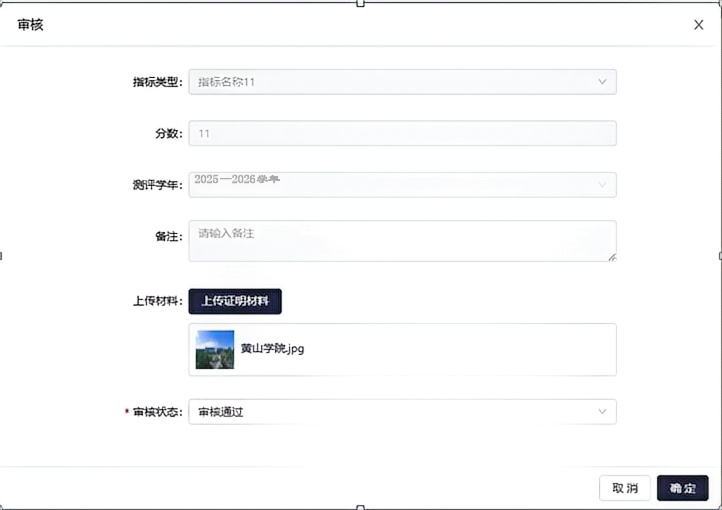 审核
指标类型: 指标名称11
分数: 11
测评学年: 2025—2026学年
备注: 请输入备注
上传材料: 上传证明材料
黄山学院.jpg
* 审核状态: 审核通过
取消 确定